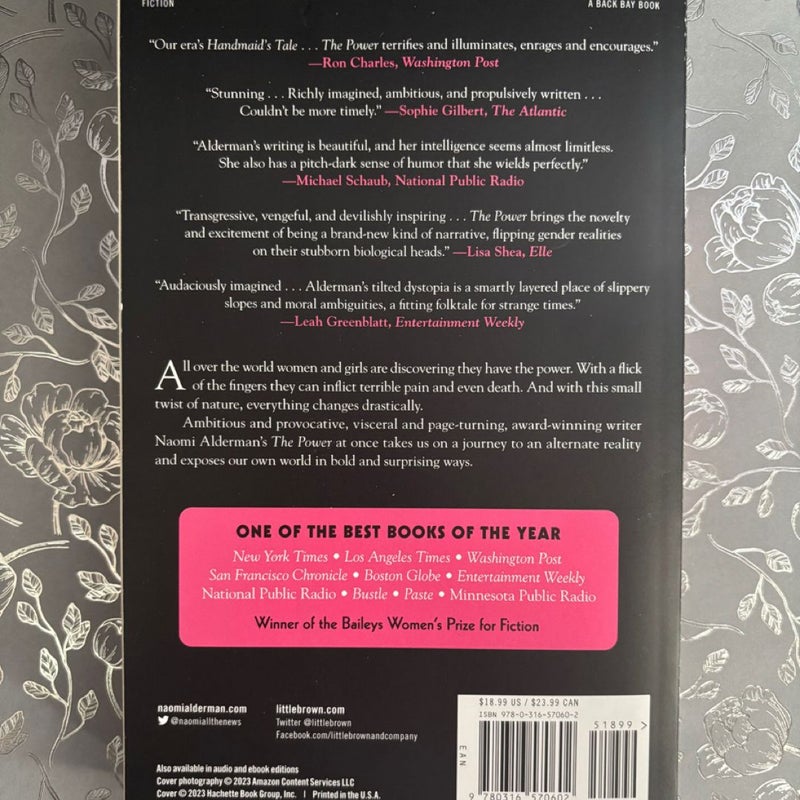 FICTION
A BACK BAY BOOK
“Our era’s Handmaid’s Tale . . . The Power terrifies and illuminates, enrages and encourages.”
—Ron Charles, Washington Post
“Stunning . . . Richly imagined, ambitious, and propulsively written . . .
Couldn’t be more timely.” —Sophie Gilbert, The Atlantic
“Alderman’s writing is beautiful, and her intelligence seems almost limitless.
She also has a pitch-dark sense of humor that she wields perfectly.”
—Michael Schaub, National Public Radio
“Transgressive, vengeful, and devilishly inspiring . . . The Power brings the novelty
and excitement of being a brand-new kind of narrative, flipping gender realities
on their stubborn biological heads.” —Lisa Shea, Elle
“Audaciously imagined . . . Alderman’s tilted dystopia is a smartly layered place of slippery
slopes and moral ambiguities, a fitting folktale for strange times.”
—Leah Greenblatt, Entertainment Weekly
All over the world women and girls are discovering they have the power. With a flick
of the fingers they can inflict terrible pain and even death. And with this small
twist of nature, everything changes drastically.
Ambitious and provocative, visceral and page-turning, award-winning writer
Naomi Alderman’s The Power at once takes us on a journey to an alternate reality
and exposes our own world in bold and surprising ways.
ONE OF THE BEST BOOKS OF THE YEAR
New York Times • Los Angeles Times • Washington Post
San Francisco Chronicle • Boston Globe • Entertainment Weekly
National Public Radio • Bustle • Paste • Minnesota Public Radio
Winner of the Baileys Women’s Prize for Fiction
naomialderman.com
@naomiallthenews
littlebrown.com
Twitter @littlebrown
Facebook.com/littlebrownandcompany
Also available in audio and ebook editions
Cover photography © 2023 Amazon Content Services LLC
Cover © 2023 Hachette Book Group, Inc. | Printed in the U.S.A.
$18.99 US / $23.99 CAN
ISBN 978-0-316-57060-2
51899 >
EAN
9 780316 570602